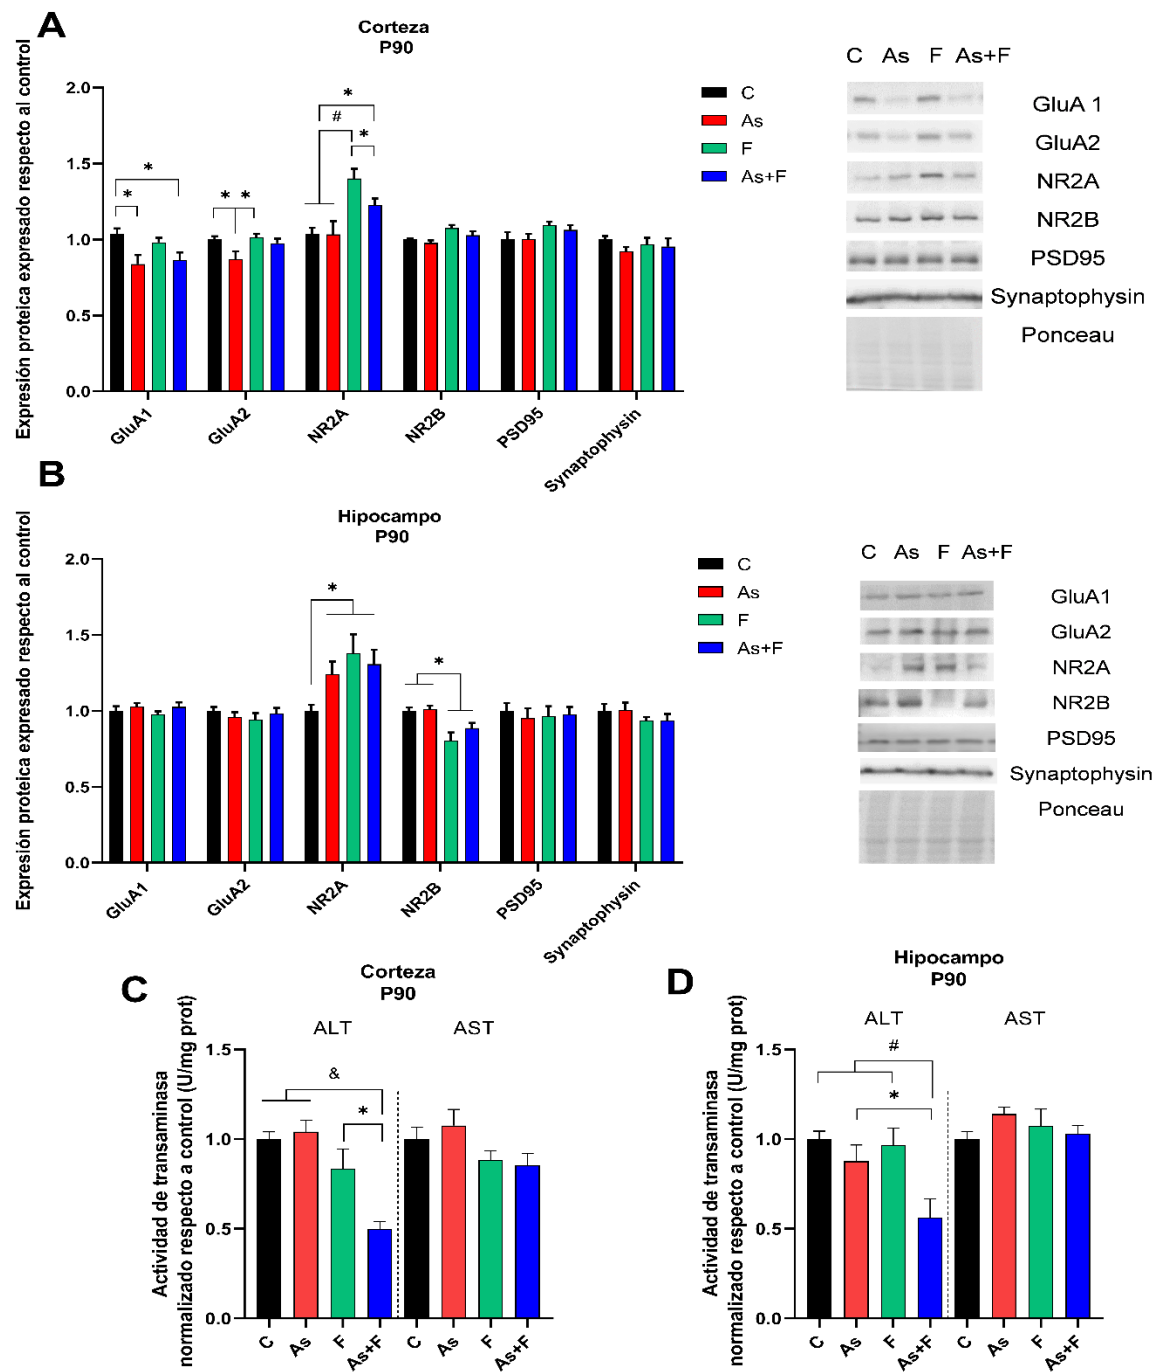 A
Corteza
P90
Expresión proteica expresado respecto al control
2.0
1.5
1.0
0.5
0.0
*
*
*
*
*
#
*
GluA1
GluA2
NR2A
NR2B
PSD95
Synaptophysin
C
As
F
As+F
C As F As+F
GluA 1
GluA2
NR2A
NR2B
PSD95
Synaptophysin
Ponceau
B
Hipocampo
P90
Expresión proteica expresado respecto al control
2.0
1.5
1.0
0.5
0.0
*
*
GluA1
GluA2
NR2A
NR2B
PSD95
Synaptophysin
C
As
F
As+F
C As F As+F
GluA1
GluA2
NR2A
NR2B
PSD95
Synaptophysin
Ponceau
C
Corteza
P90
ALT AST
Actividad de transaminasa
normalizado respecto a control (U/mg prot)
1.5
1.0
0.5
0.0
&
*
C As F As+F C As F As+F
D
Hipocampo
P90
ALT AST
Actividad de transaminasa
normalizado respecto a control (U/mg prot)
1.5
1.0
0.5
0.0
#
*
C As F As+F C As F As+F